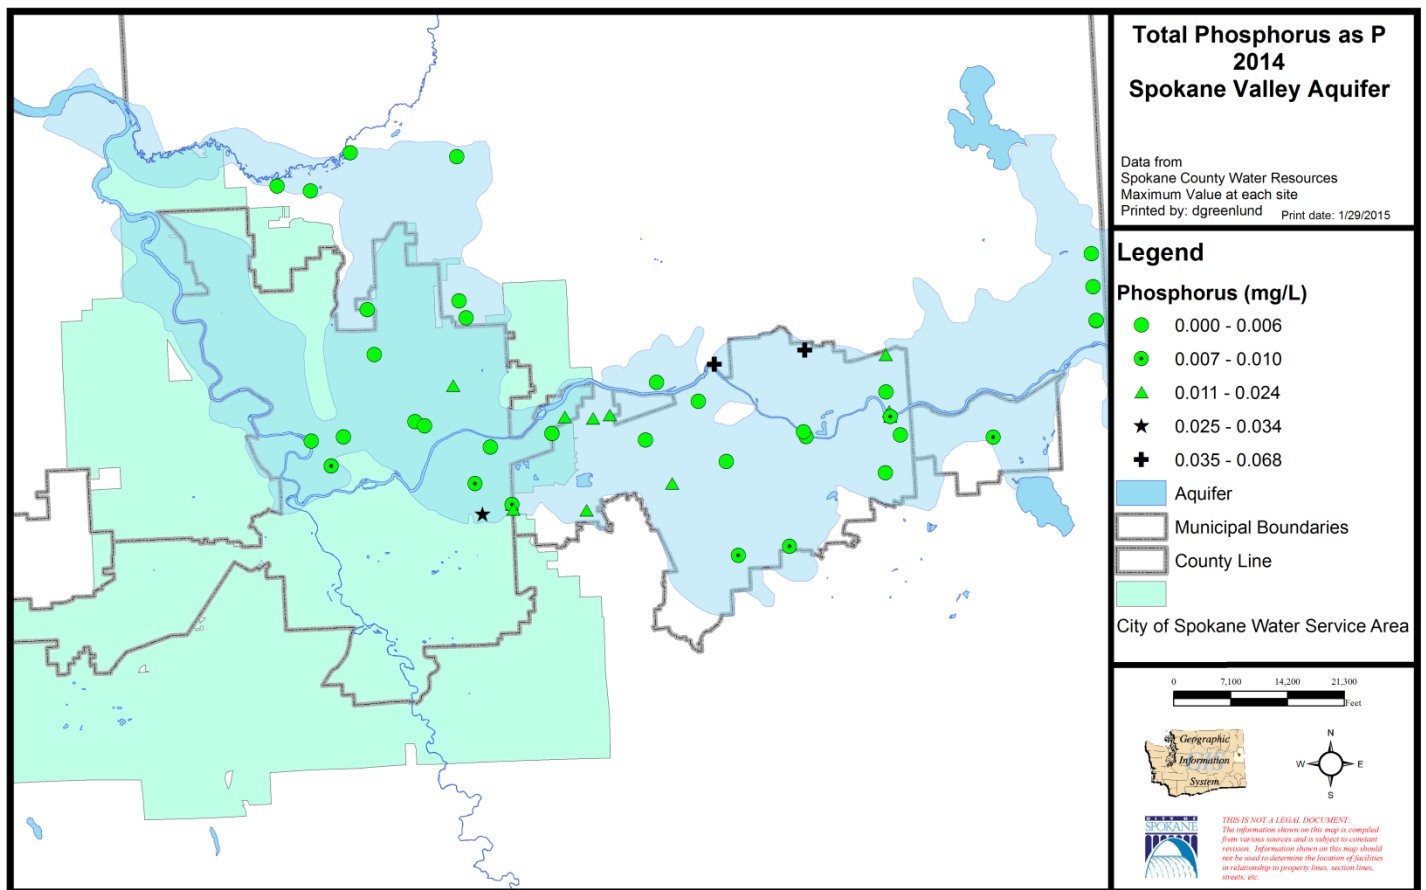 Total Phosphorus as P
2014
Spokane Valley Aquifer
Data from
Spokane County Water Resources
Maximum Value at each site
Printed by: dgreenlund Print date: 1/29/2015
Legend
Phosphorus (mg/L)
0.000 - 0.006
0.007 - 0.010
0.011 - 0.024
0.025 - 0.034
0.035 - 0.068
Aquifer
Municipal Boundaries
County Line
City of Spokane Water Service Area
0 7,100 14,200 21,300
Feet
Geographic
Information
System
GIS
N
W E
S
CITY OF
SPOKANE
THIS IS NOT A LEGAL DOCUMENT:
The information shown on this map is compiled
from various sources and is subject to constant
revision. Information shown on this map should
not be used to determine the location of facilities
in relationship to property lines, section lines,
streets, etc.